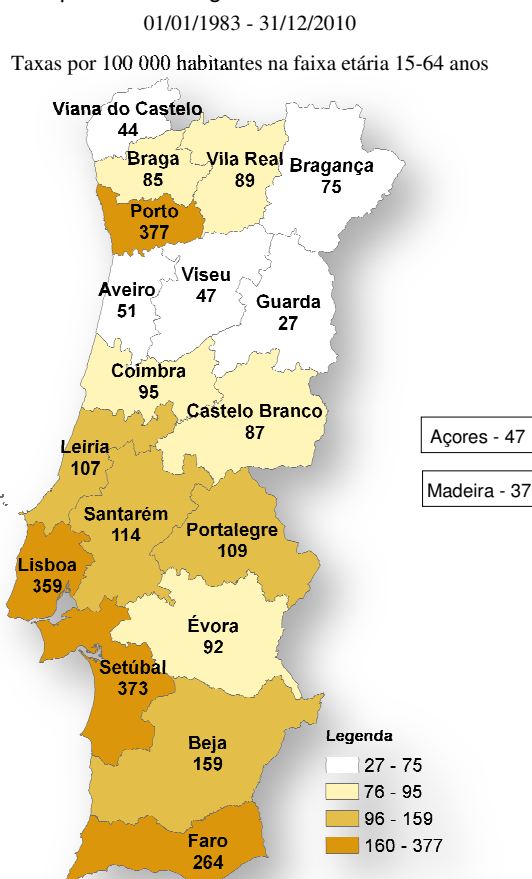 01/01/1983 - 31/12/2010
Taxas por 100 000 habitantes na faixa etária 15-64 anos
Viana do Castelo
44
Braga
85
Vila Real
89
Bragança
75
Porto
377
Aveiro
51
Viseu
47
Guarda
27
Coimbra
95
Castelo Branco
87
Açores - 47
Leiria
107
Madeira - 37
Santarém
114
Portalegre
109
Lisboa
359
Évora
92
Setúbal
373
Beja
159
Faro
264
Legenda
27 - 75
76 - 95
96 - 159
160 - 377